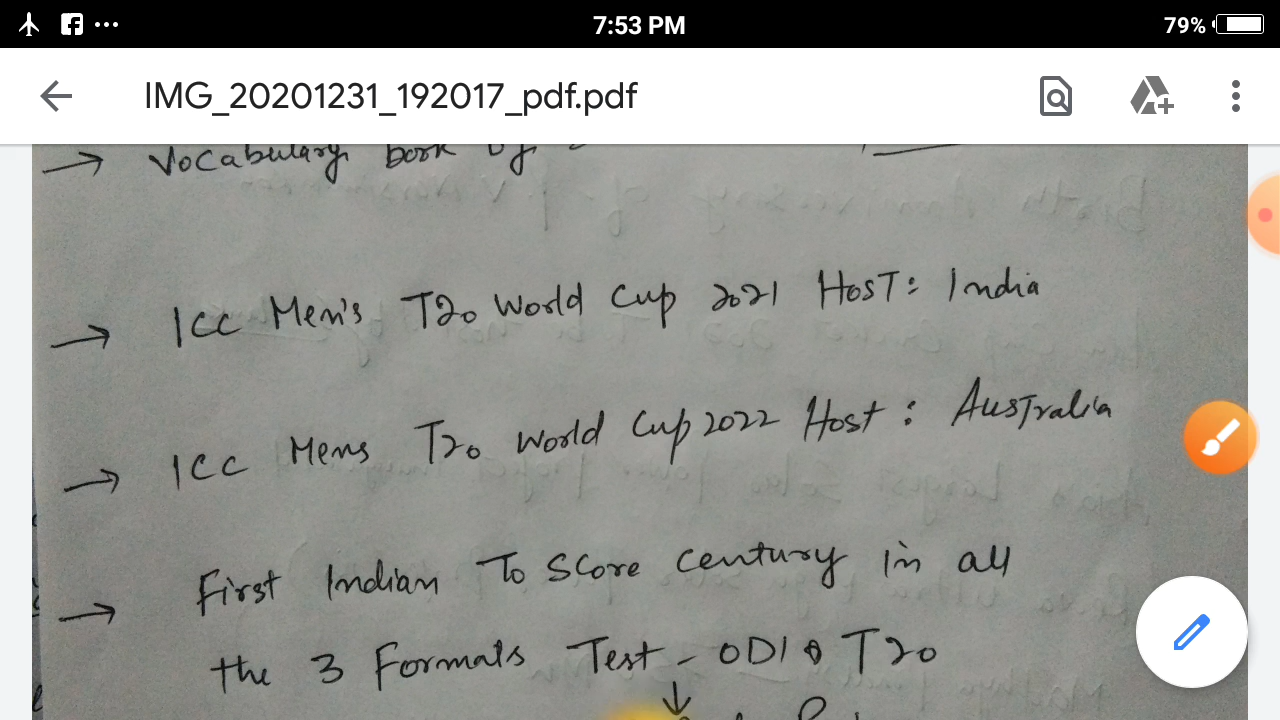 7:53 PM
79%
IMG_20201231_192017_pdf.pdf
→ Vocabulary book
→ ICC Men's T20 World Cup 2021 HosT: India
→ ICC Mens T20 World Cup 2022 Host: AusTralia
→ First Indian To Score century in all
the 3 Formats Test - ODI & T20
↓